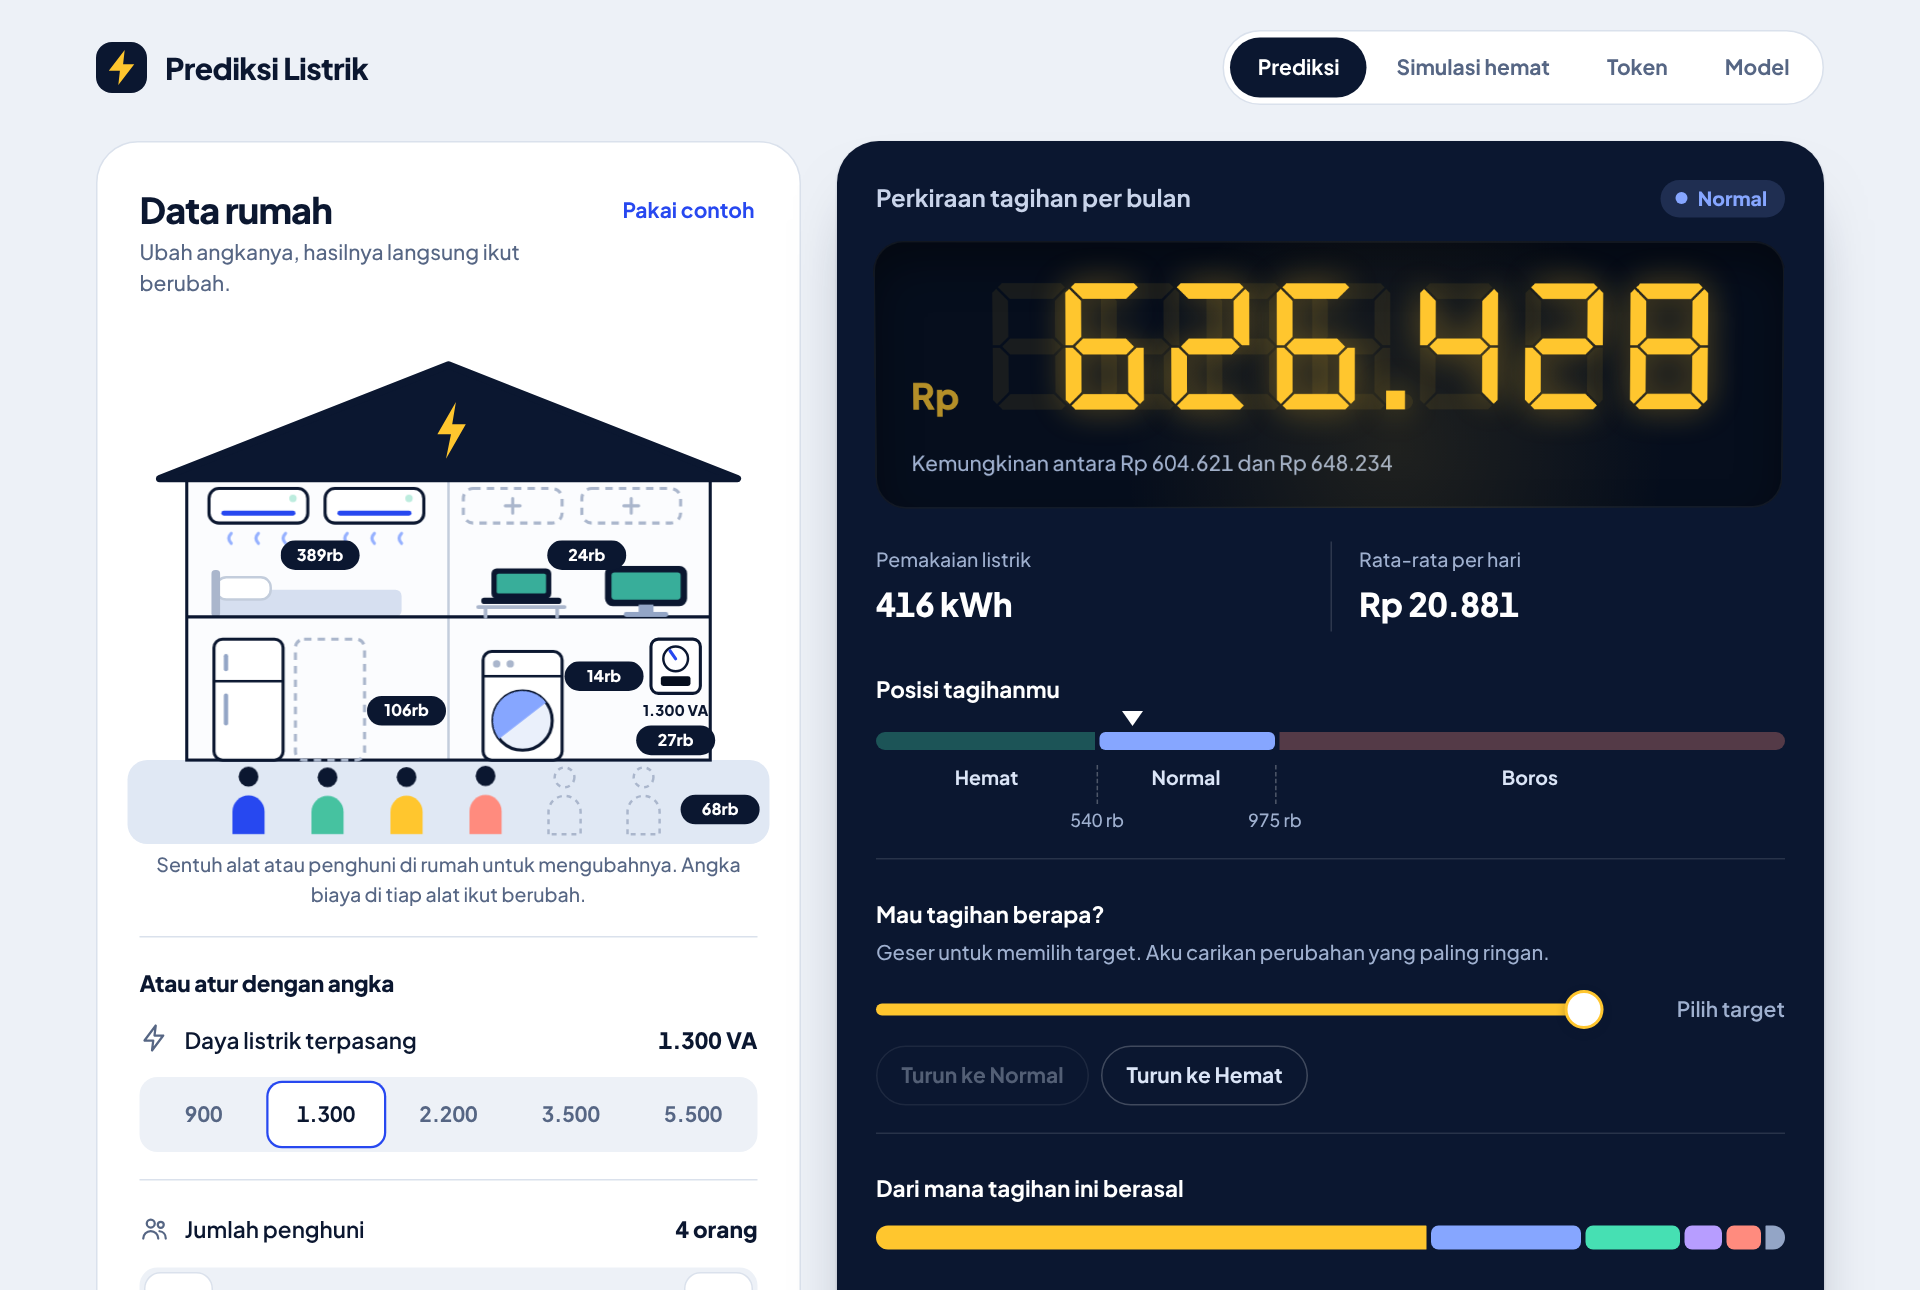 Prediksi Listrik
Prediksi
Simulasi hemat
Token
Model
Data rumah
Pakai contoh
Ubah angkanya, hasilnya langsung ikut
berubah.
389rb
24rb
106rb
14rb
1.300 VA
27rb
68rb
Sentuh alat atau penghuni di rumah untuk mengubahnya. Angka
biaya di tiap alat ikut berubah.
Atau atur dengan angka
Daya listrik terpasang
1.300 VA
900
1.300
2.200
3.500
5.500
Jumlah penghuni
4 orang
Perkiraan tagihan per bulan
Normal
Rp 626.428
Kemungkinan antara Rp 604.621 dan Rp 648.234
Pemakaian listrik
416 kWh
Rata-rata per hari
Rp 20.881
Posisi tagihanmu
Hemat
Normal
Boros
540 rb
975 rb
Mau tagihan berapa?
Geser untuk memilih target. Aku carikan perubahan yang paling ringan.
Pilih target
Turun ke Normal
Turun ke Hemat
Dari mana tagihan ini berasal